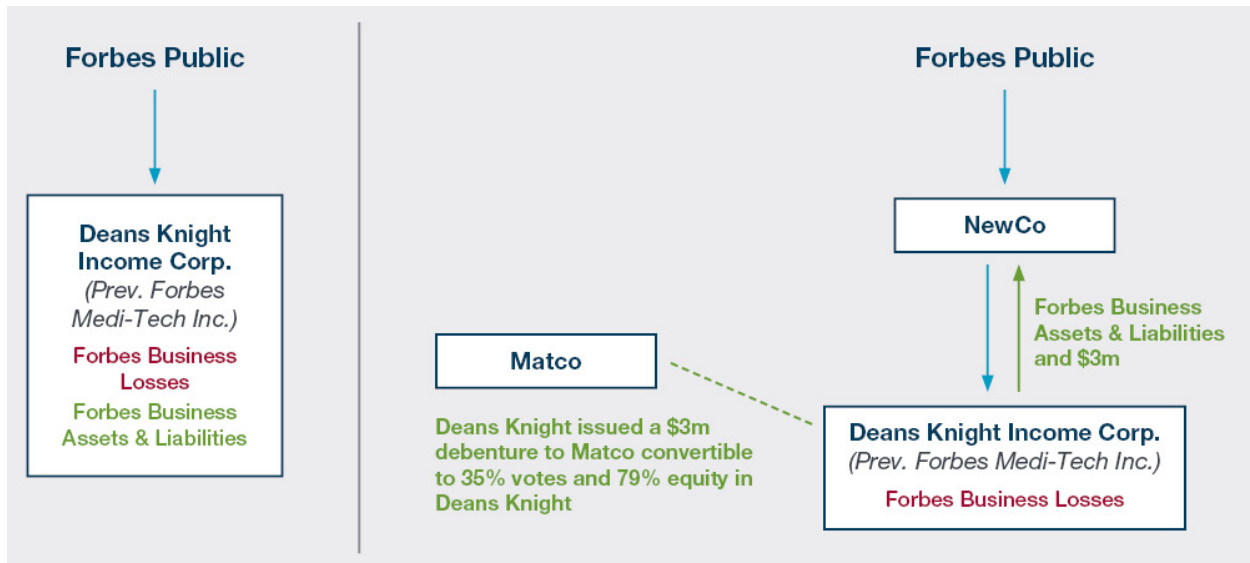 Forbes Public
Deans Knight
Income Corp.
(Prev. Forbes
Medi-Tech Inc.)
Forbes Business
Losses
Forbes Business
Assets & Liabilities
Forbes Public
NewCo
Forbes Business
Assets & Liabilities
and $3m
Matco
Deans Knight issued a $3m
debenture to Matco convertible
to 35% votes and 79% equity in
Deans Knight
Deans Knight Income Corp.
(Prev. Forbes Medi-Tech Inc.)
Forbes Business Losses